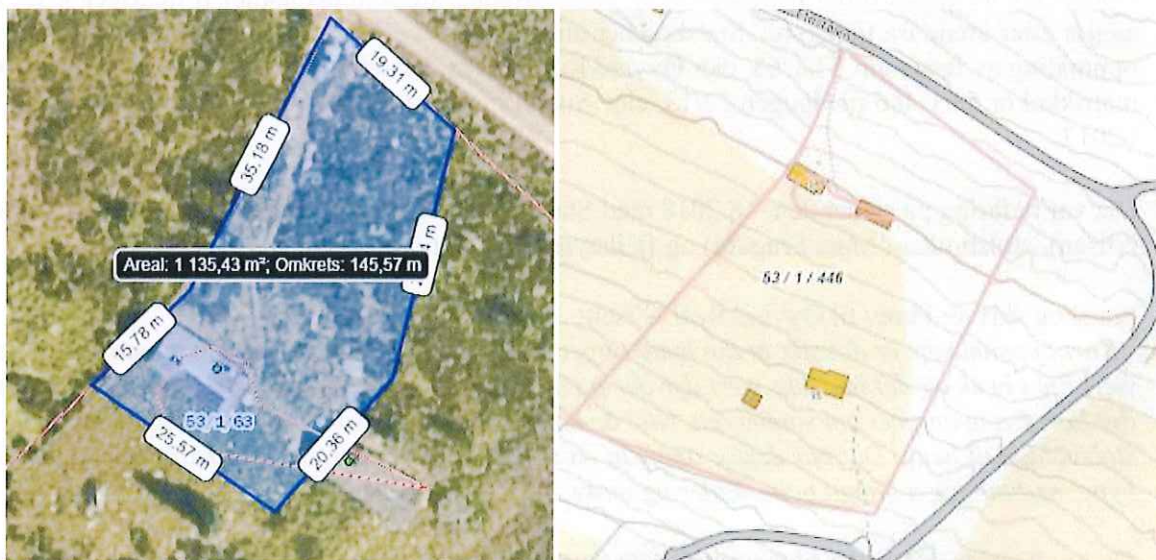 19,31 m
35,18 m
Areal: 1 135,43 m²; Omkrets: 145,57 m
15,78 m
53 / 1 / 63
25,57 m
20,36 m
53 / 1 / 446